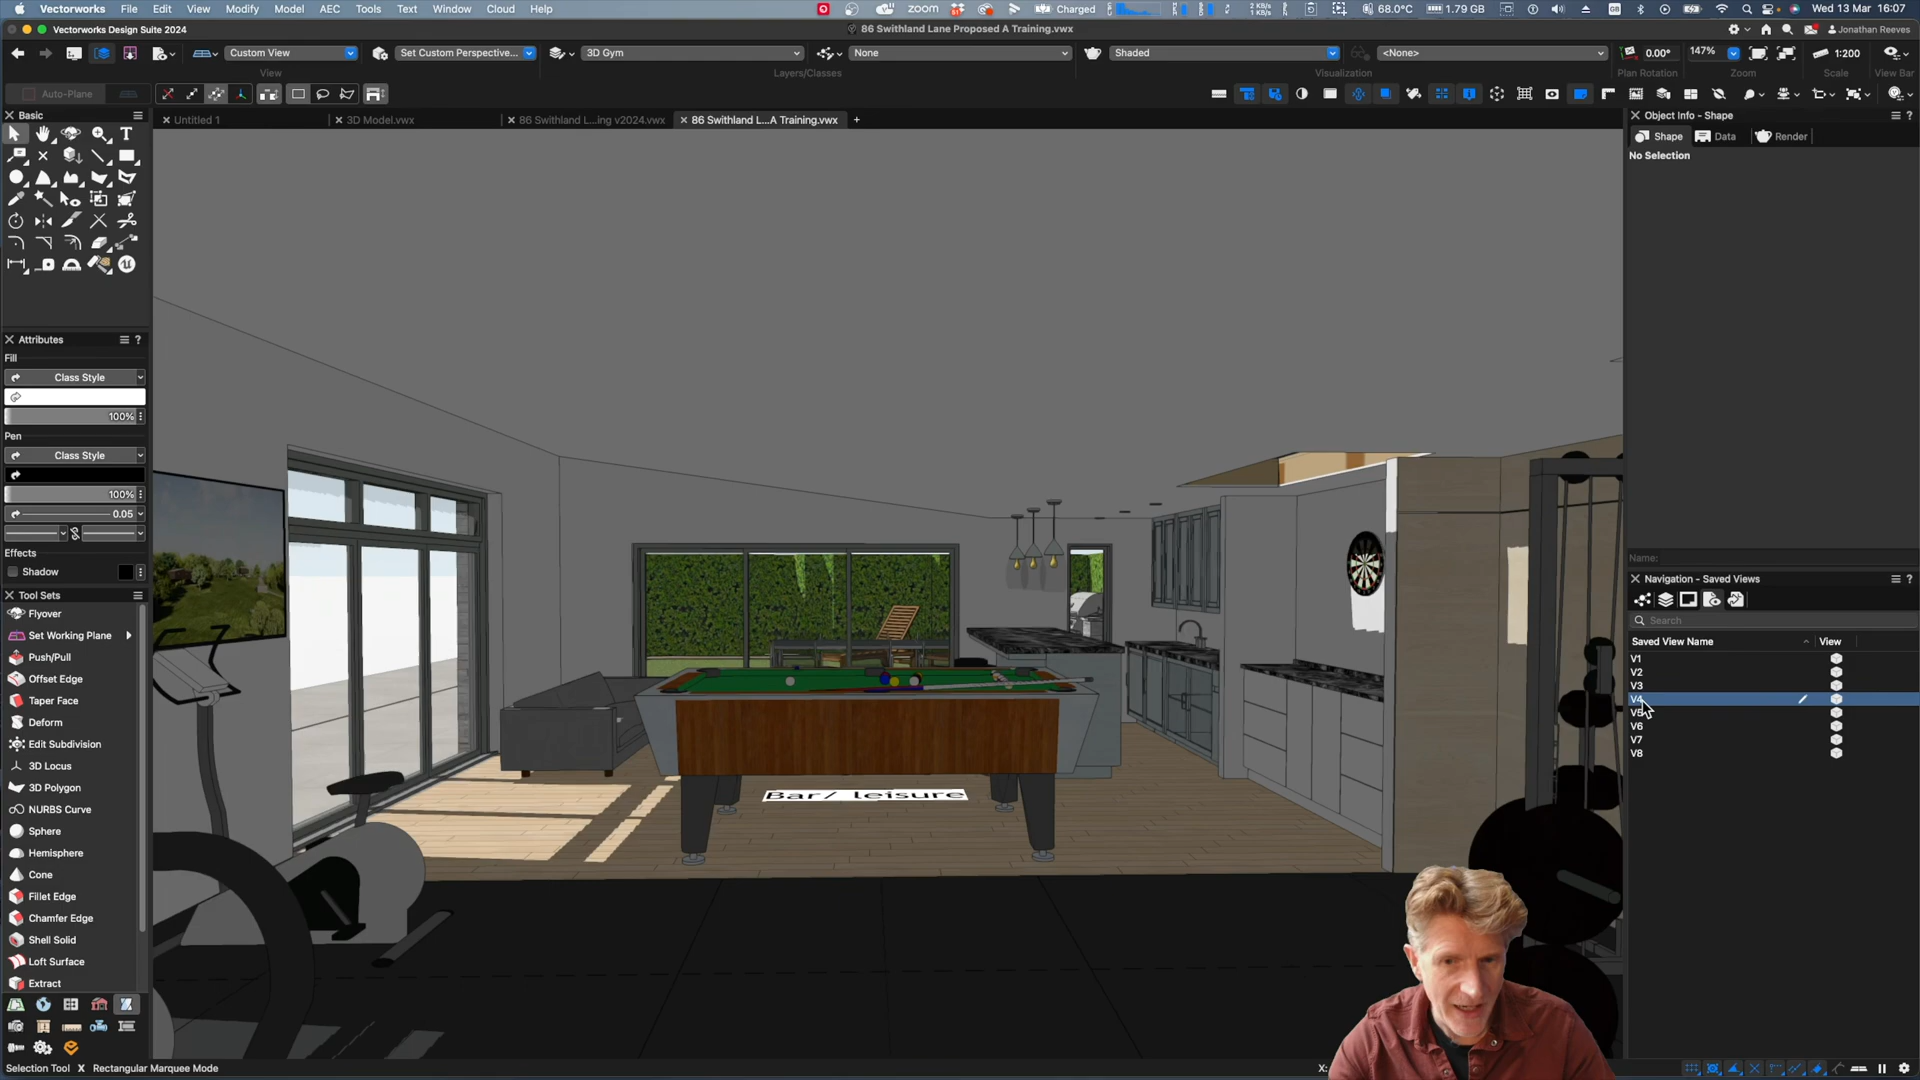 Vectorworks File Edit View Modify Model AEC Tools Text Window Cloud Help
zoom Charged 68.0°C 1.79 GB Wed 13 Mar 16:07
Vectorworks Design Suite 2024
86 Swithland Lane Proposed A Training.vwx
Jonathan Reeves
Custom View Set Custom Perspective... 3D Gym None Shaded <None> 0.00° 147% 1:200
View Layers/Classes Visualization Plan Rotation Zoom Scale View Bar
Auto-Plane
Untitled 1 3D Model.vwx 86 Swithland L...ing v2024.vwx 86 Swithland L...A Training.vwx
Basic
Attributes
Fill
Class Style
100%
Pen
Class Style
100%
0.05
Effects
Shadow
Tool Sets
Flyover
Set Working Plane
Push/Pull
Offset Edge
Taper Face
Deform
Edit Subdivision
3D Locus
3D Polygon
NURBS Curve
Sphere
Hemisphere
Cone
Fillet Edge
Chamfer Edge
Shell Solid
Loft Surface
Extract
Bar/ leisure
Object Info - Shape
Shape Data Render
No Selection
Name:
Navigation - Saved Views
Search
Saved View Name View
V1
V2
V3
V4
V5
V6
V7
V8
Selection Tool Rectangular Marquee Mode
X: